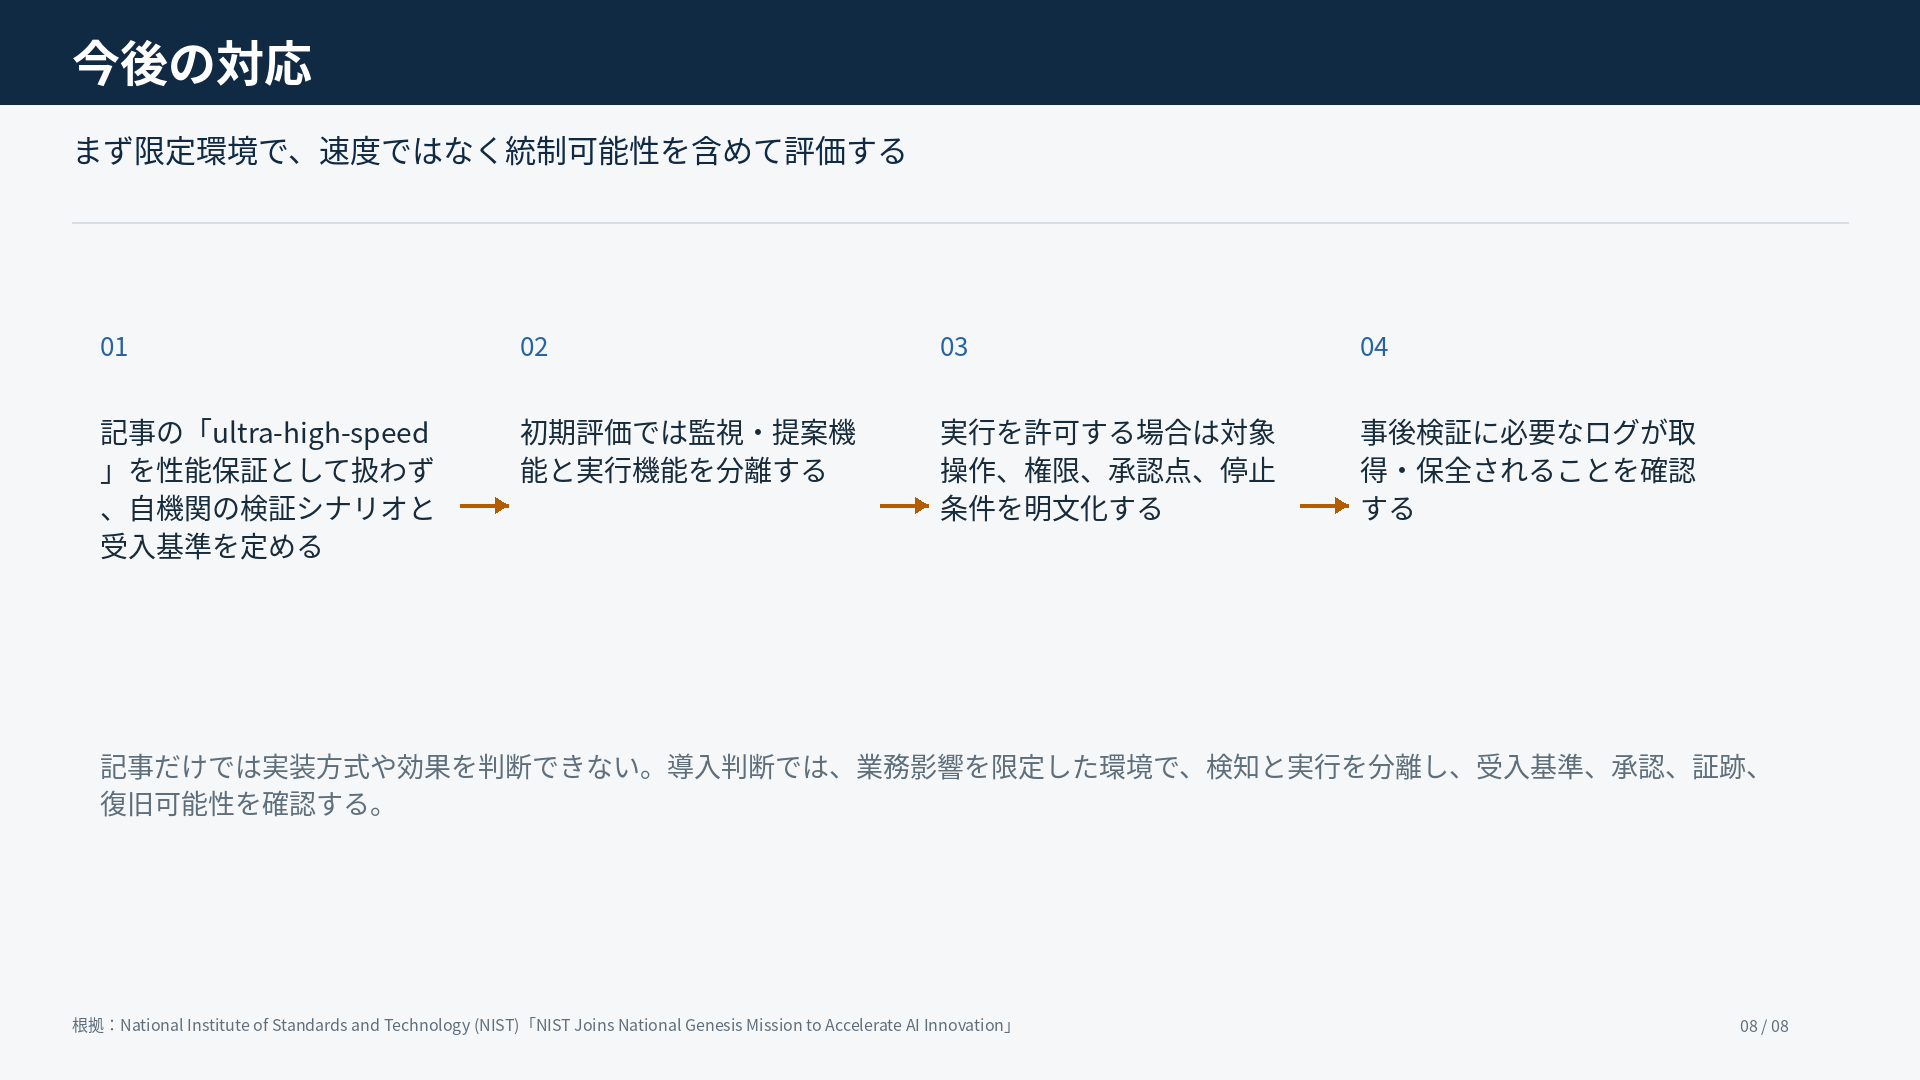 今後の対応
まず限定環境で、速度ではなく統制可能性を含めて評価する
01
記事の「ultra-high-speed
」を性能保証として扱わず
、自機関の検証シナリオと
受入基準を定める
02
初期評価では監視・提案機
能と実行機能を分離する
03
実行を許可する場合は対象
操作、権限、承認点、停止
条件を明文化する
04
事後検証に必要なログが取
得・保全されることを確認
する
記事だけでは実装方式や効果を判断できない。導入判断では、業務影響を限定した環境で、検知と実行を分離し、受入基準、承認、証跡、
復旧可能性を確認する。
根拠：National Institute of Standards and Technology (NIST)「NIST Joins National Genesis Mission to Accelerate AI Innovation」
08 / 08